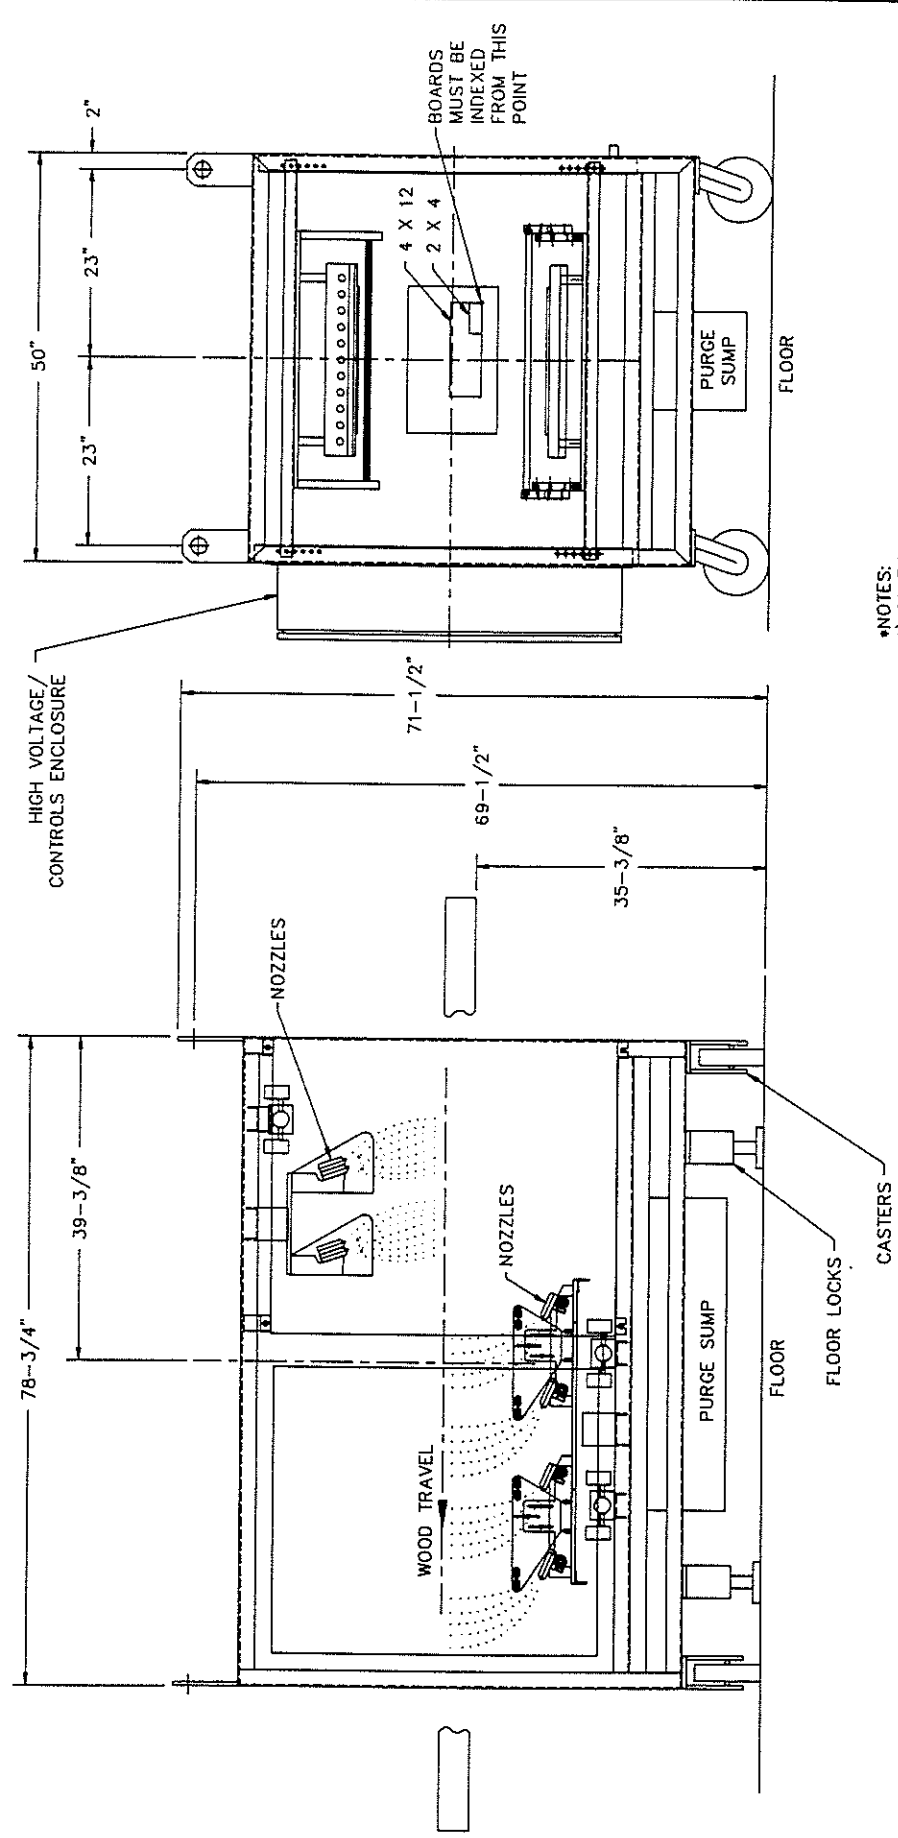 78-3/4"
39-3/8"
NOZZLES
NOZZLES
WOOD TRAVEL
PURGE SUMP
FLOOR
FLOOR LOCKS
CASTERS
35-3/8"
69-1/2"
71-1/2"
HIGH VOLTAGE/
CONTROLS ENCLOSURE
50"
23"
23"
2"
4 X 12
2 X 4
BOARDS
MUST BE
INDEXED
FROM THIS
POINT
PURGE
SUMP
FLOOR
*NOTES: